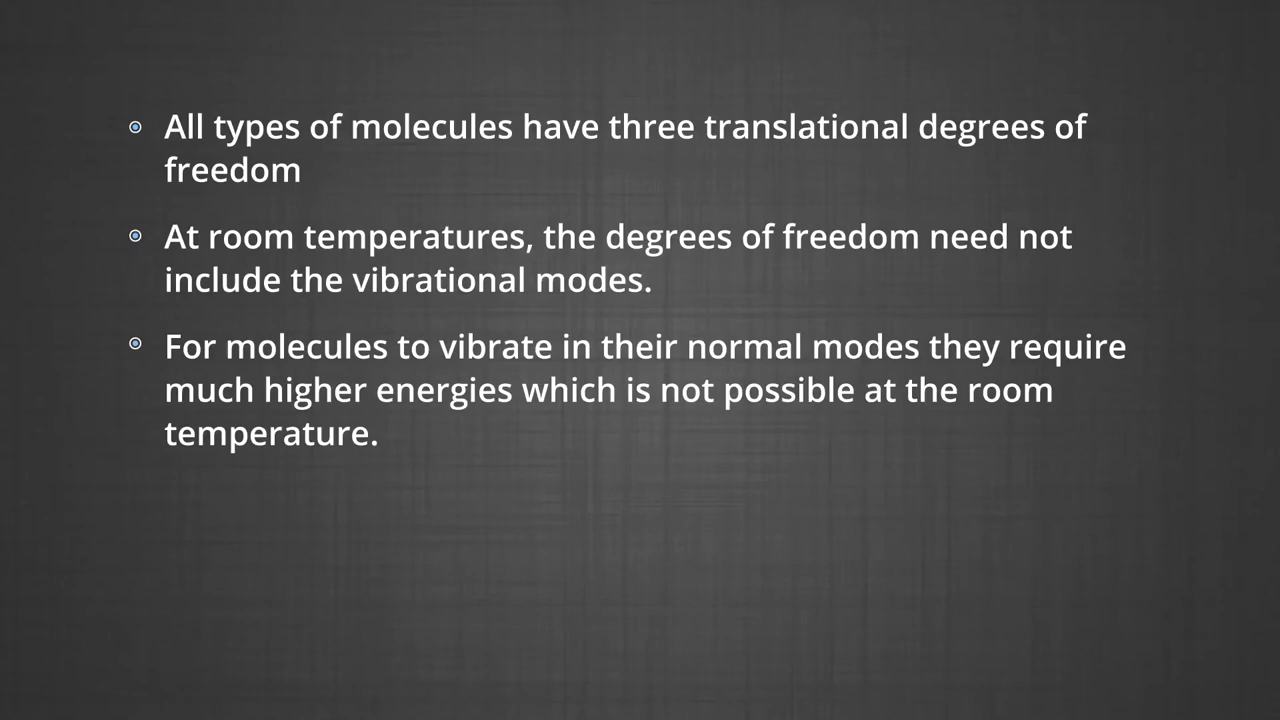 All types of molecules have three translational degrees of
freedom
At room temperatures, the degrees of freedom need not
include the vibrational modes.
For molecules to vibrate in their normal modes they require
much higher energies which is not possible at the room
temperature.